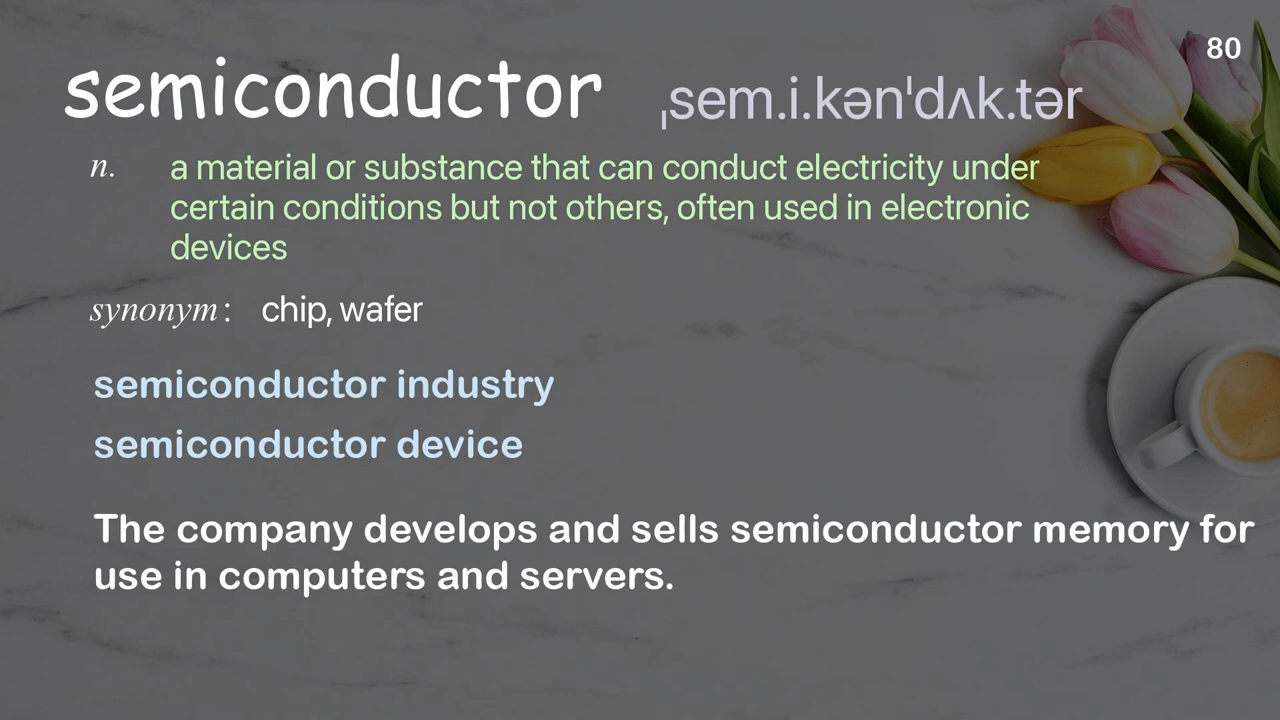 80
semiconductor ˌsem.i.kənˈdʌk.tər
n. a material or substance that can conduct electricity under
certain conditions but not others, often used in electronic
devices
synonym: chip, wafer
semiconductor industry
semiconductor device
The company develops and sells semiconductor memory for
use in computers and servers.